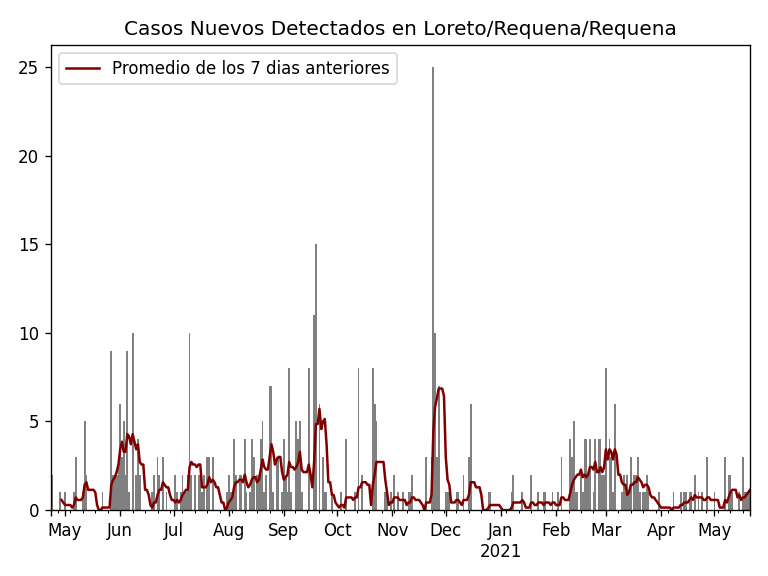 Casos Nuevos Detectados en Loreto/Requena/Requena
Promedio de los 7 dias anteriores
25
20
15
10
5
0
May Jun Jul Aug Sep Oct Nov Dec Jan Feb Mar Apr May
2021